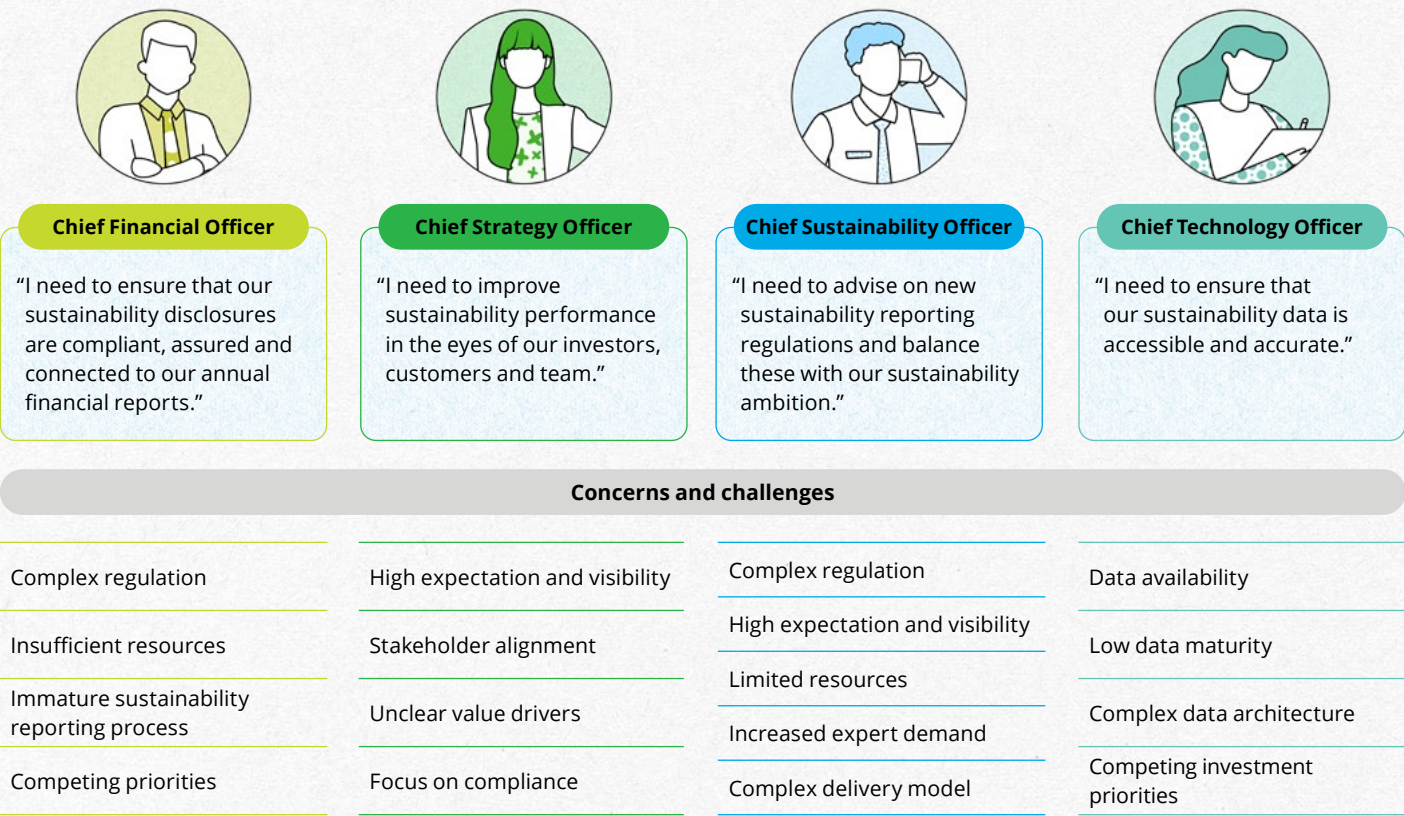 Chief Financial Officer
“I need to ensure that our
sustainability disclosures
are compliant, assured and
connected to our annual
financial reports.”
Chief Strategy Officer
“I need to improve
sustainability performance
in the eyes of our investors,
customers and team.”
Chief Sustainability Officer
“I need to advise on new
sustainability reporting
regulations and balance
these with our sustainability
ambition.”
Chief Technology Officer
“I need to ensure that
our sustainability data is
accessible and accurate.”
Concerns and challenges
Complex regulation
Insufficient resources
Immature sustainability
reporting process
Competing priorities
High expectation and visibility
Stakeholder alignment
Unclear value drivers
Focus on compliance
Complex regulation
High expectation and visibility
Limited resources
Increased expert demand
Complex delivery model
Data availability
Low data maturity
Complex data architecture
Competing investment
priorities